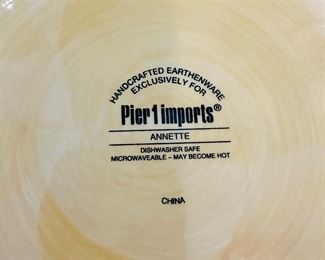 HANDCRAFTED EARTHENWARE
EXCLUSIVELY FOR
Pier 1 imports®
ANNETTE
DISHWASHER SAFE
MICROWAVEABLE – MAY BECOME HOT
CHINA